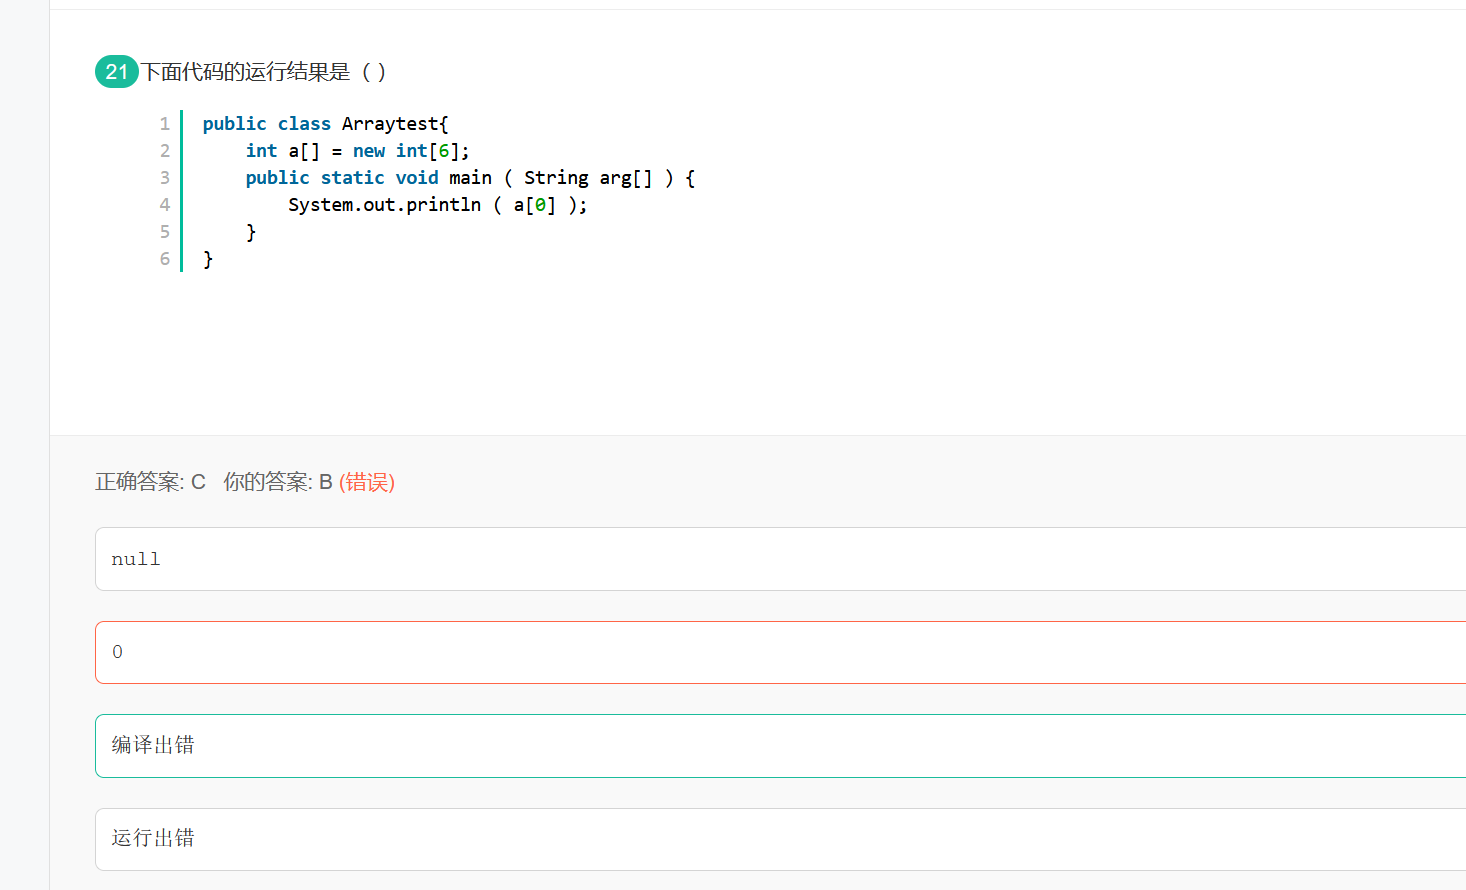 21 下面代码的运行结果是（ ）
1 public class Arraytest{
2     int a[] = new int[6];
3     public static void main ( String arg[] ) {
4         System.out.println ( a[0] );
5     }
6 }
正确答案: C 你的答案: B (错误)
null
0
编译出错
运行出错